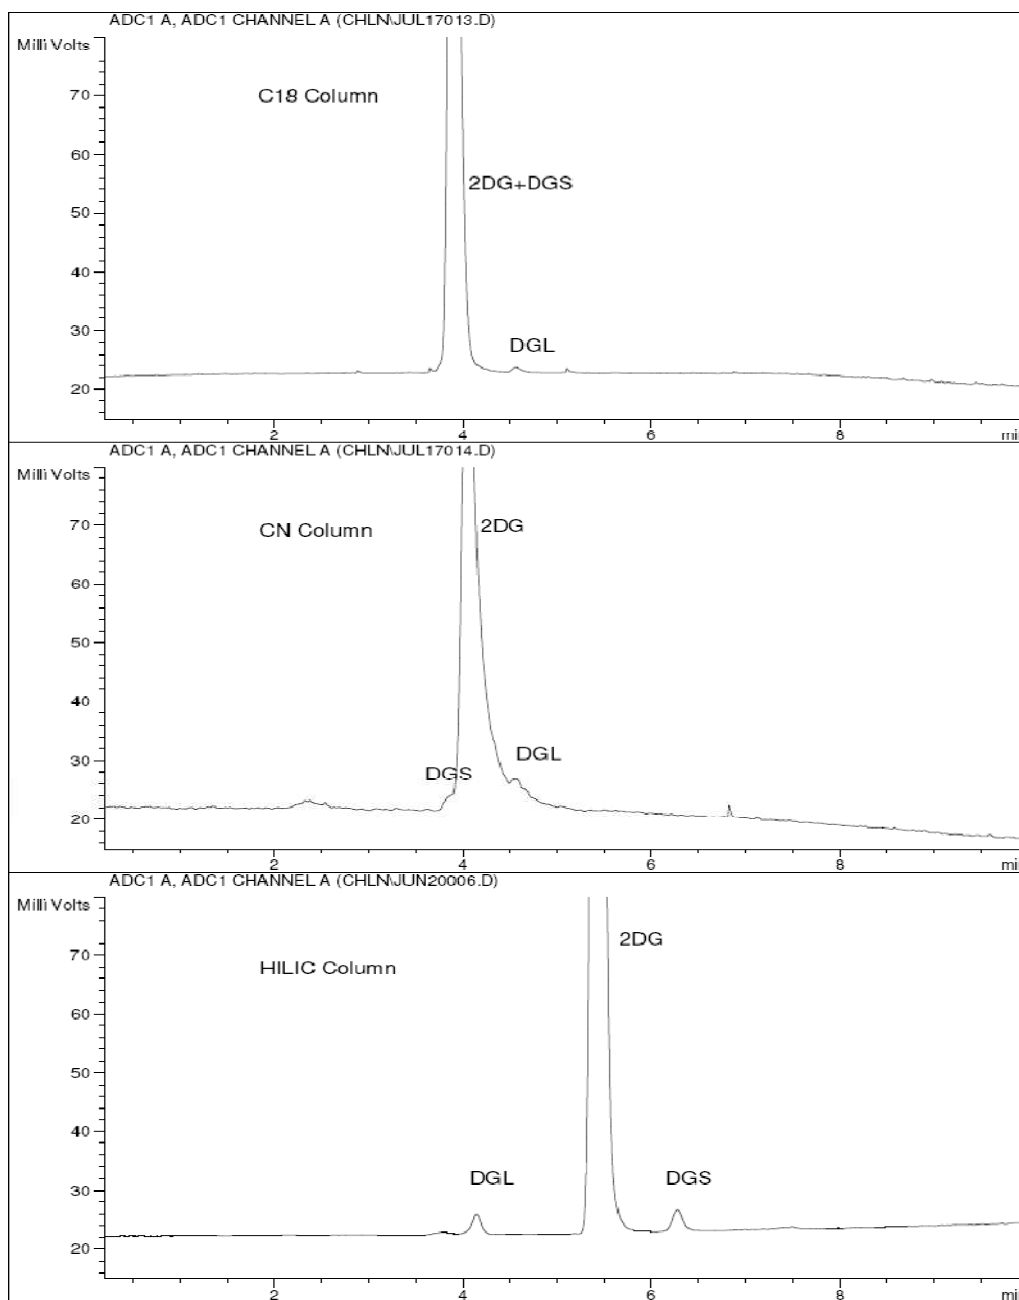 ADC1 A, ADC1 CHANNEL A (CHLN\JUL17013.D)
Milli Volts
70
C18 Column
60
2DG+DGS
50
40
30
DGL
20
2
4
6
8
min
ADC1 A, ADC1 CHANNEL A (CHLN\JUL17014.D)
Milli Volts
70
2DG
CN Column
60
50
40
30
DGL
DGS
20
2
4
6
8
min
ADC1 A, ADC1 CHANNEL A (CHLN\JUN20006.D)
Milli Volts
2DG
70
HILIC Column
60
50
40
30
DGL
DGS
20
2
4
6
8
min